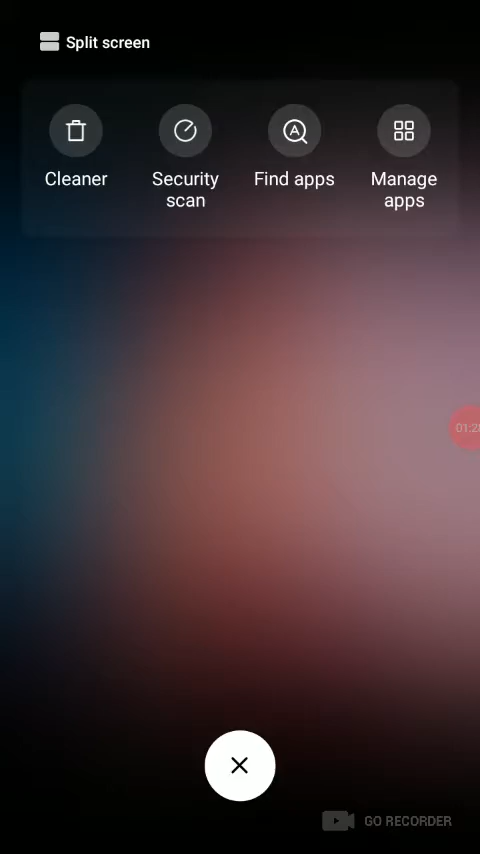 Split screen
Cleaner
Security
scan
Find apps
Manage
apps
GO RECORDER